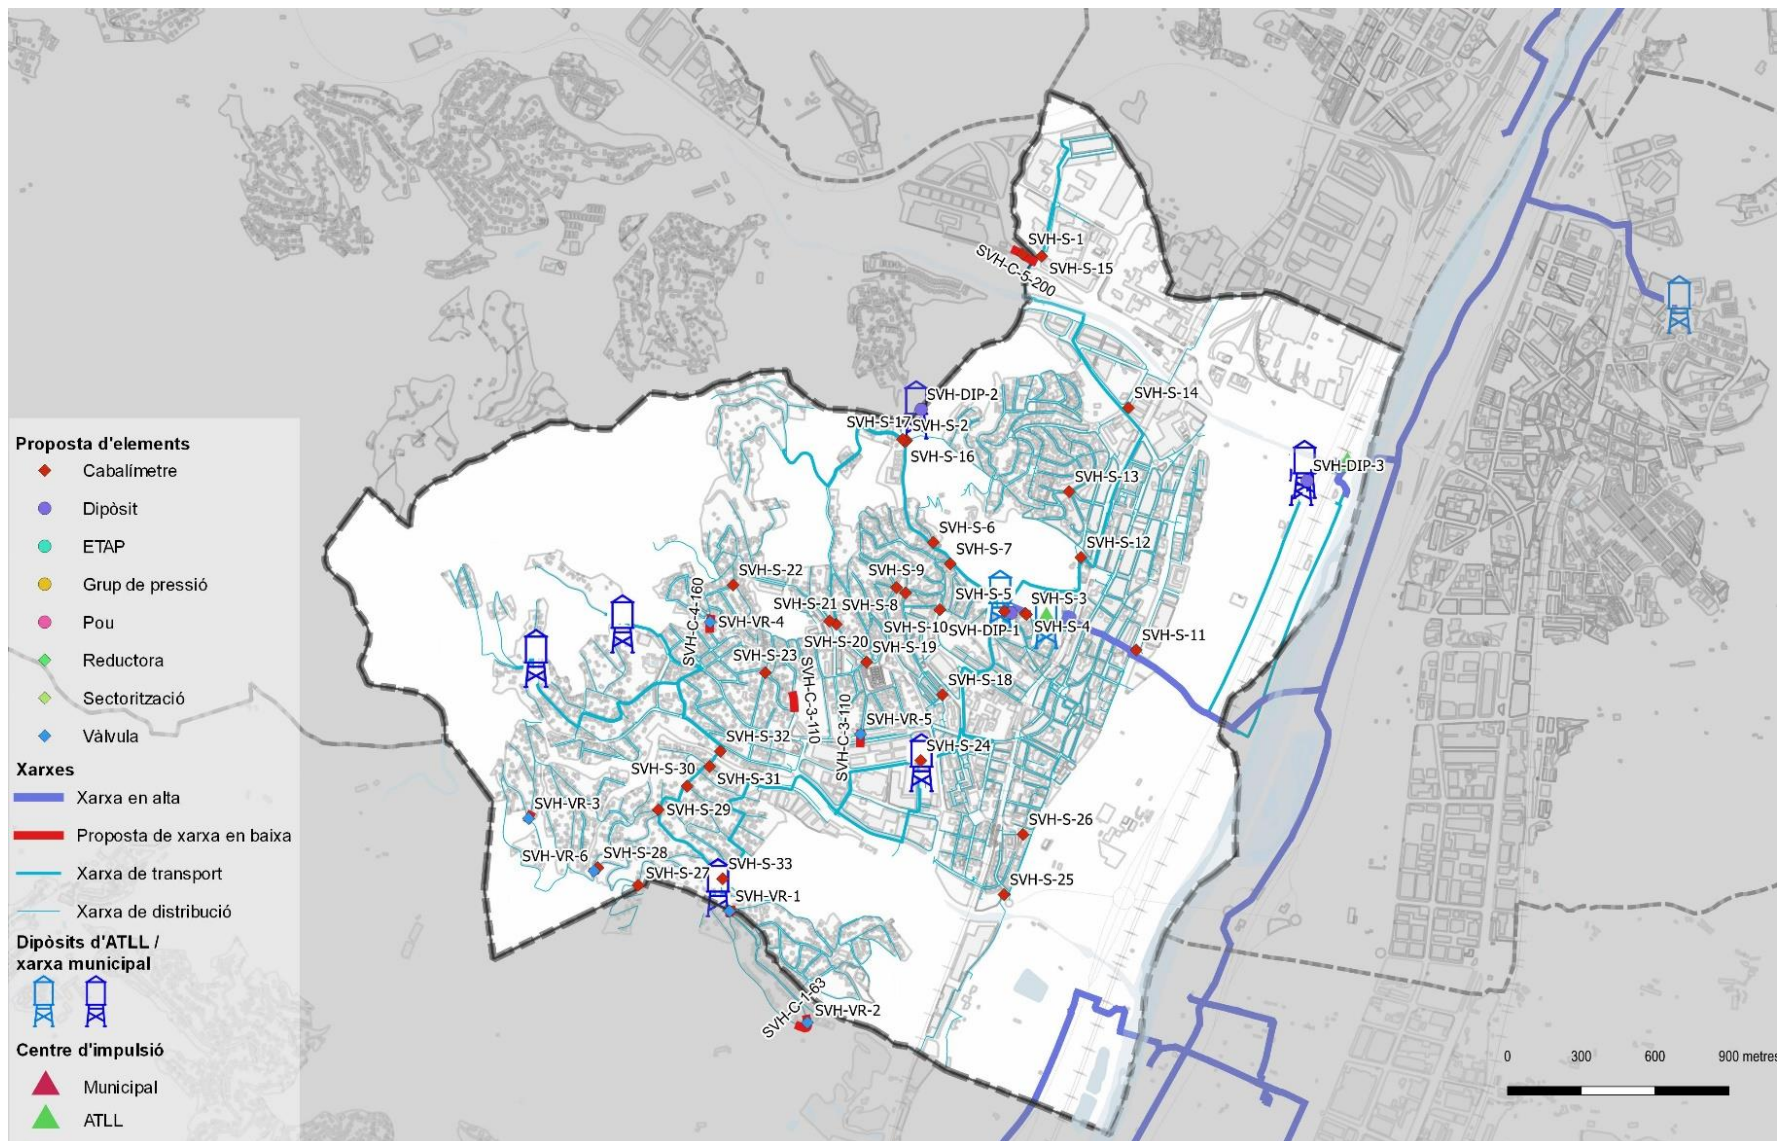 SVH-S-1
SVH-S-15
SVH-C-5-200
SVH-DIP-2
SVH-S-14
SVH-S-17
SVH-S-2
SVH-S-16
SVH-DIP-3
SVH-S-13
SVH-S-6
SVH-S-7
SVH-S-12
SVH-S-22
SVH-S-9
SVH-S-5
SVH-S-3
SVH-C-4-160
SVH-S-21
SVH-S-8
SVH-VR-4
SVH-S-10
SVH-DIP-1
SVH-S-4
SVH-S-11
SVH-S-20
SVH-S-19
SVH-S-23
SVH-S-18
SVH-C-3-110
SVH-C-3-110
SVH-VR-5
SVH-S-32
SVH-S-24
SVH-S-30
SVH-S-31
SVH-VR-3
SVH-S-29
SVH-S-26
SVH-VR-6
SVH-S-28
SVH-S-27
SVH-S-33
SVH-S-25
SVH-VR-1
SVH-C-1-63
SVH-VR-2
Proposta d'elements
Cabalímetre
Dipòsit
ETAP
Grup de pressió
Pou
Reductora
Sectorització
Vàlvula
Xarxes
Xarxa en alta
Proposta de xarxa en baixa
Xarxa de transport
Xarxa de distribució
Dipòsits d'ATLL /
xarxa municipal
Centre d'impulsió
Municipal
ATLL
0 300 600 900 metres